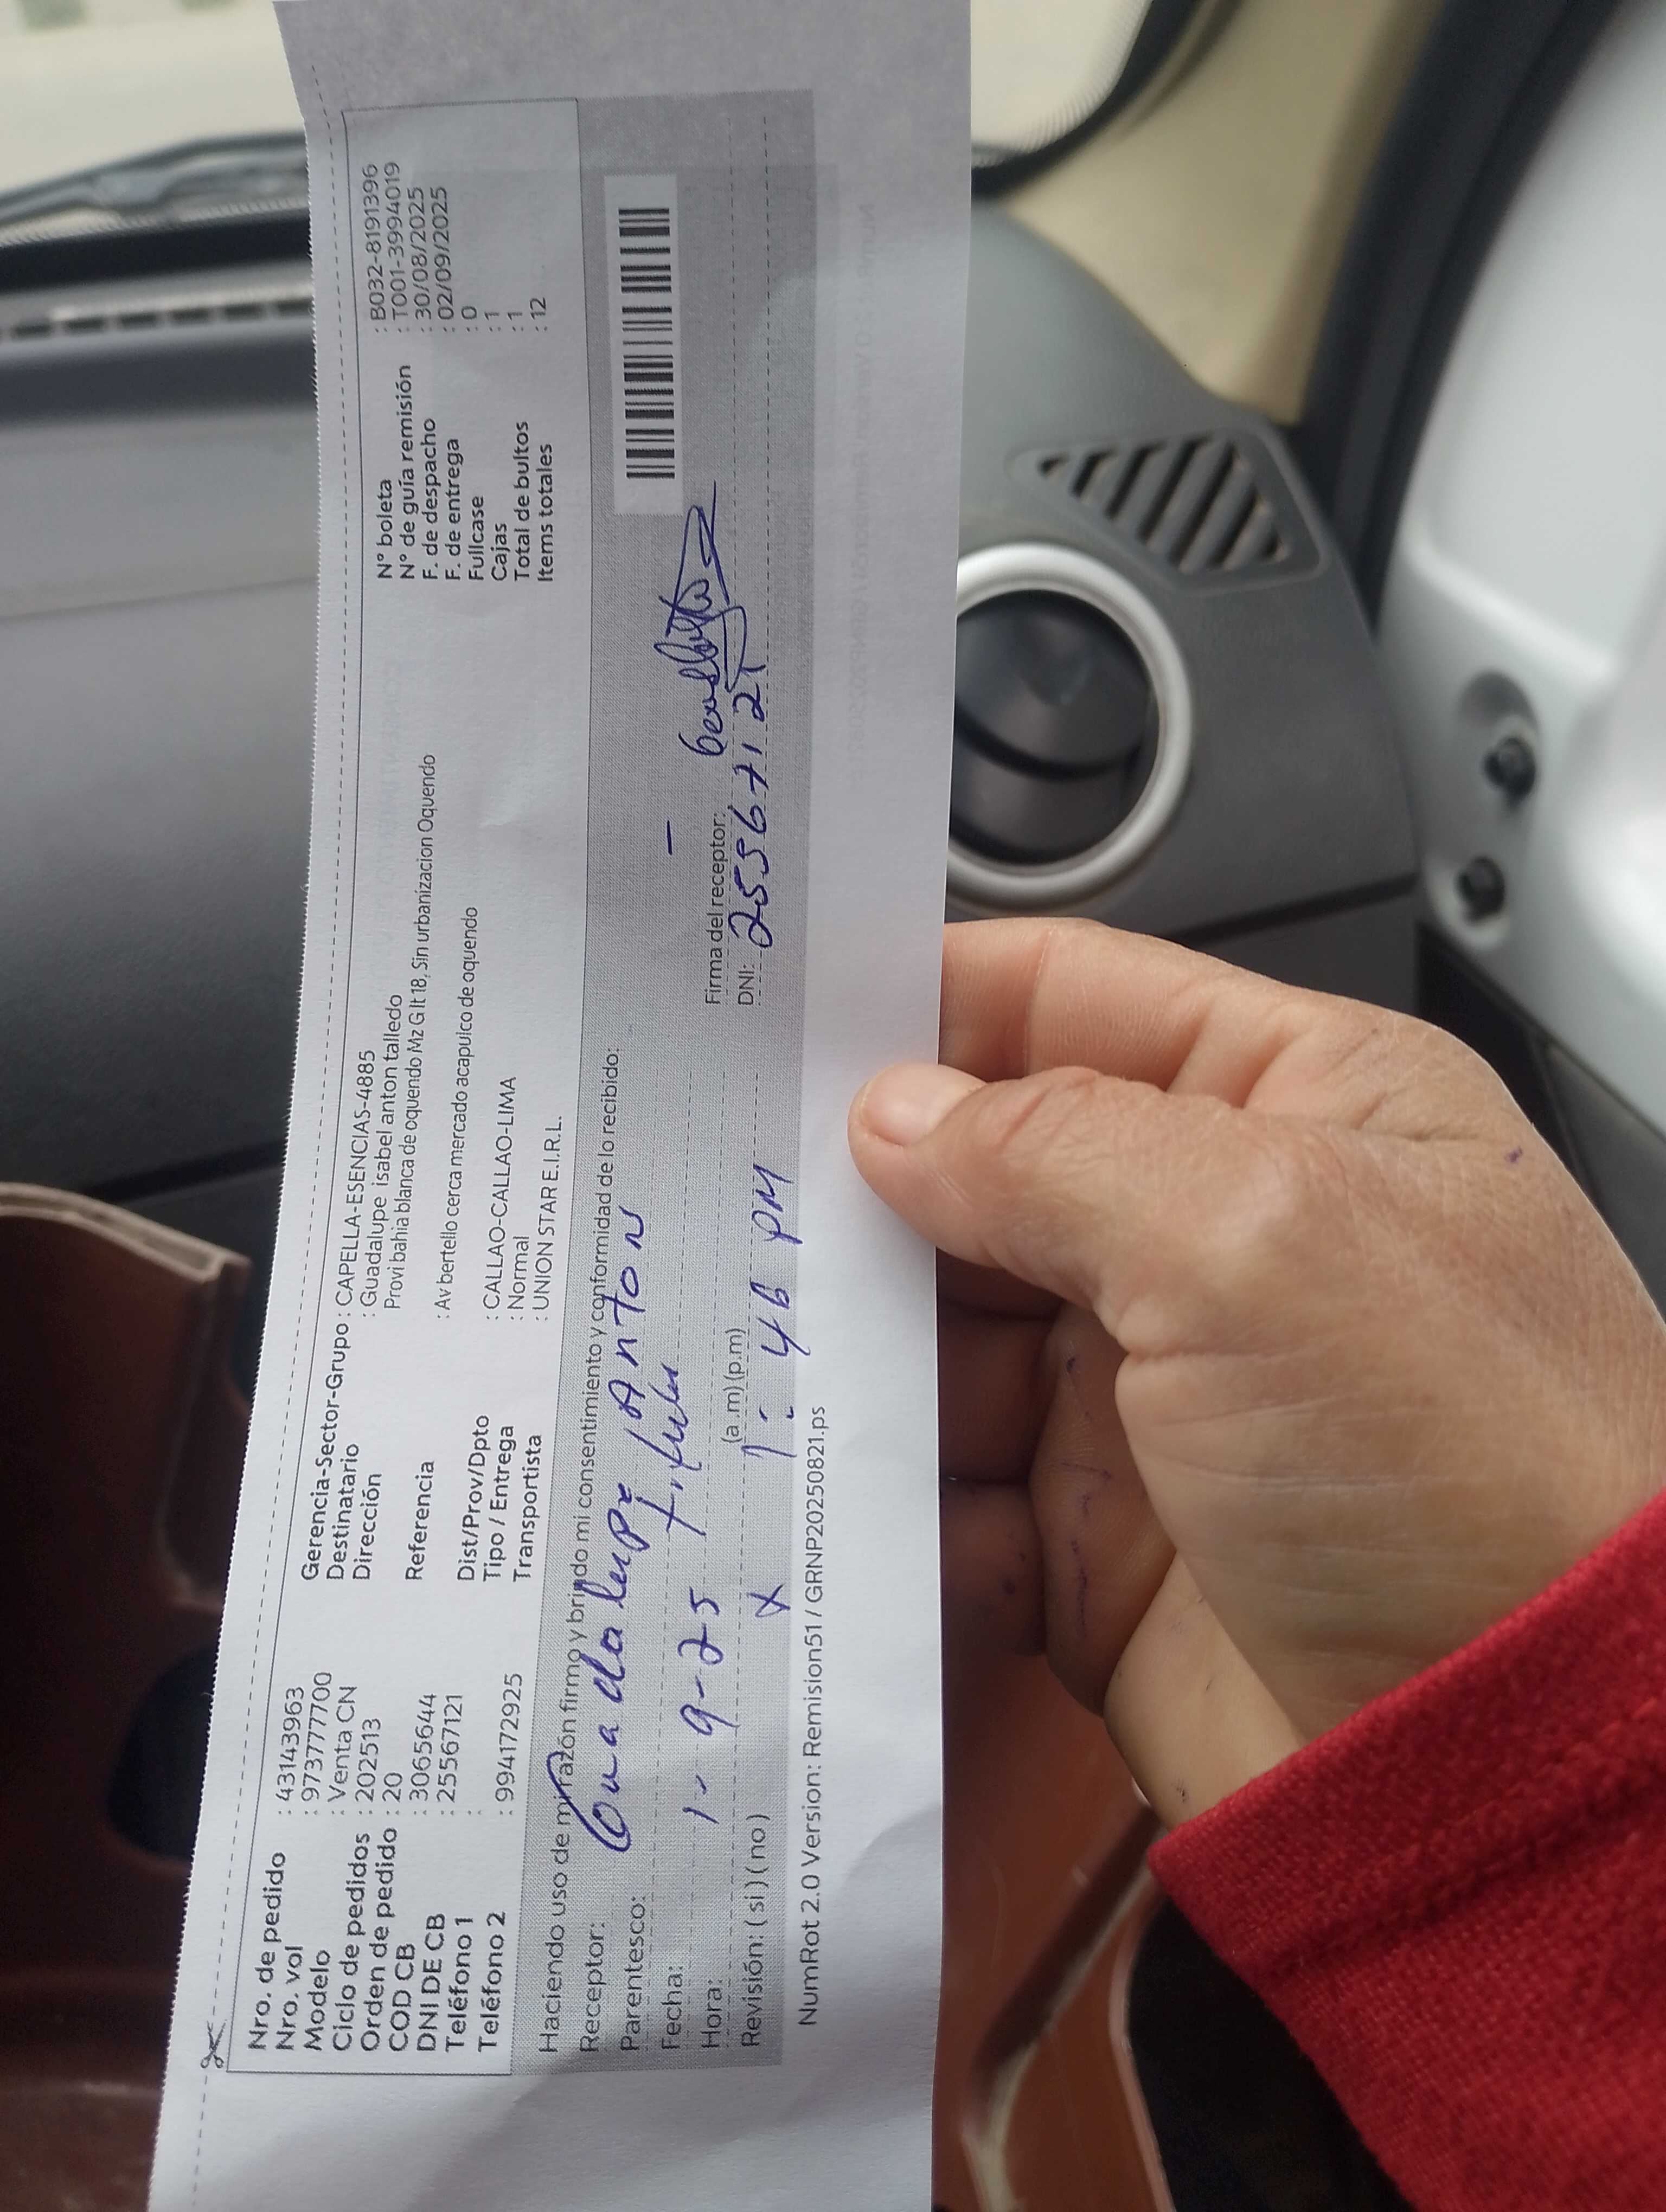 Nro. de pedido : 43143963
Nro. vol : 9737777700
Modelo : Venta CN
Ciclo de pedidos : 202513
Orden de pedido : 20
COD CB : 3065644
DNI DE CB : 25567121
Teléfono 1 :
Teléfono 2 : 994172925
Gerencia-Sector-Grupo : CAPELLA-ESENCIAS-4885
Destinatario : Guadalupe isabel anton talledo
Dirección Provi bahia blanca de oquendo Mz G lt 18, Sin urbanizacion Oquendo
Referencia : Av bertello cerca mercado acapulco de oquendo
Dist/Prov/Dpto : CALLAO-CALLAO-LIMA
Tipo / Entrega : Normal
Transportista : UNION STAR E.I.R.L.
N° boleta : B032-8191396
N° de guía remisión : T001-3994019
F. de despacho : 30/08/2025
F. de entrega : 02/09/2025
Fullcase : 0
Cajas : 1
Total de bultos : 1
Items totales : 12
Haciendo uso de mi razón firmo y brindo mi consentimiento y conformidad de lo recibido:
Receptor: Guadalupe Anton
Parentesco:
Fecha: 1-9-25
Hora: (a.m) (p.m) 1:46 PM
Revisión: ( si ) ( no ) x
Firma del receptor:
DNI: 25567121
NumRot 2.0 Version: Remision51 / GRNP20250821.ps